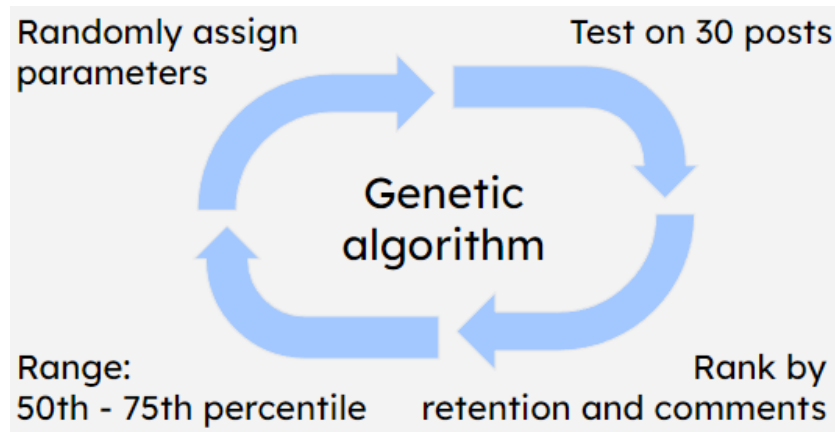 Randomly assign
parameters
Test on 30 posts
Genetic
algorithm
Range:
50th - 75th percentile
Rank by
retention and comments